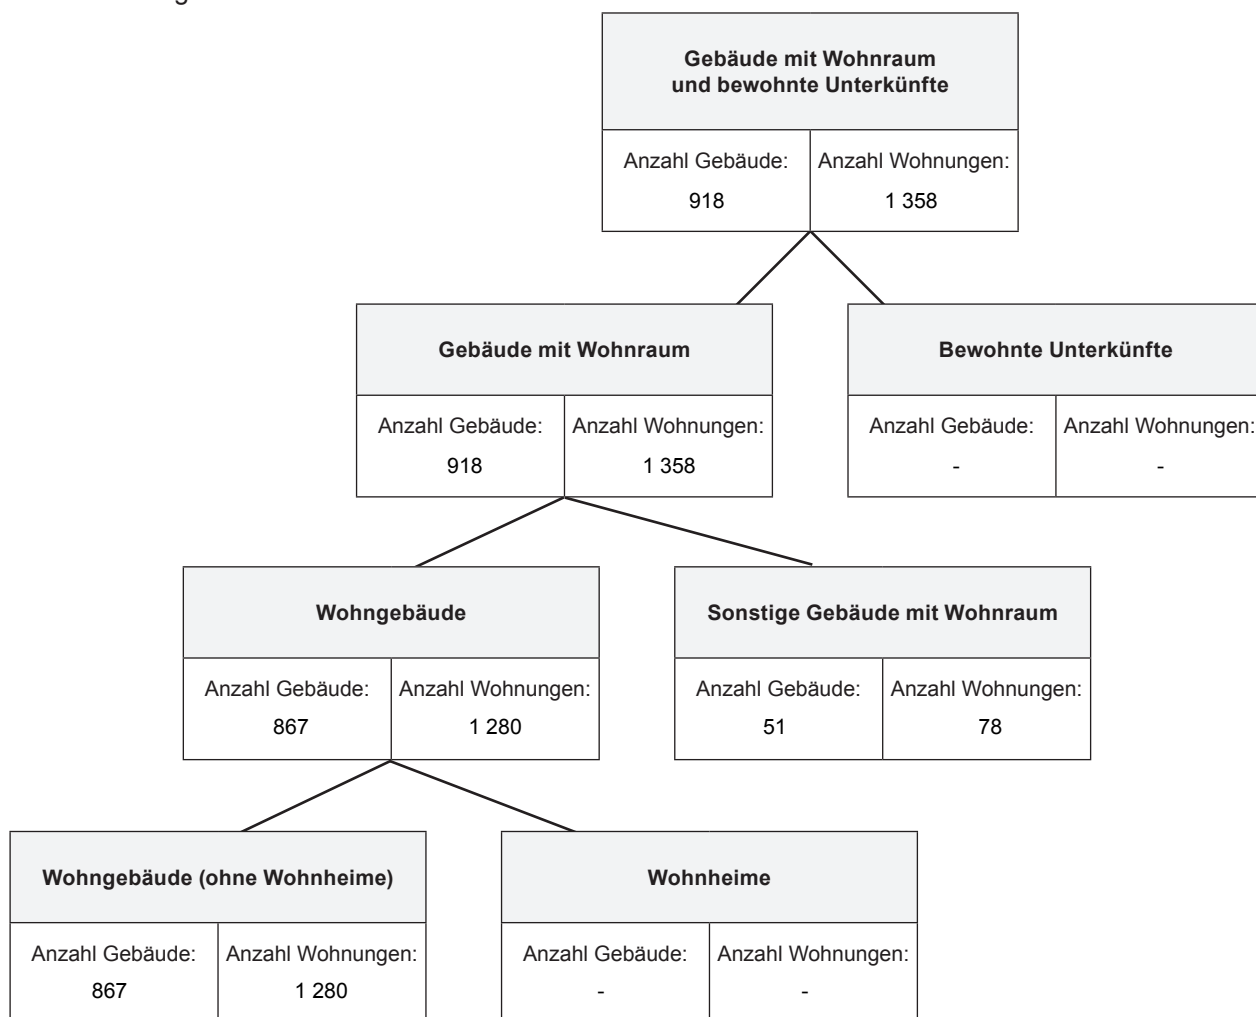 Gebäude mit Wohnraum
und bewohnte Unterkünfte
Anzahl Gebäude: Anzahl Wohnungen:
918 1 358
Gebäude mit Wohnraum
Bewohnte Unterkünfte
Anzahl Gebäude: Anzahl Wohnungen:
918 1 358
Anzahl Gebäude: Anzahl Wohnungen:
- -
Wohngebäude
Sonstige Gebäude mit Wohnraum
Anzahl Gebäude: Anzahl Wohnungen:
867 1 280
Anzahl Gebäude: Anzahl Wohnungen:
51 78
Wohngebäude (ohne Wohnheime)
Wohnheime
Anzahl Gebäude: Anzahl Wohnungen:
867 1 280
Anzahl Gebäude: Anzahl Wohnungen:
- -